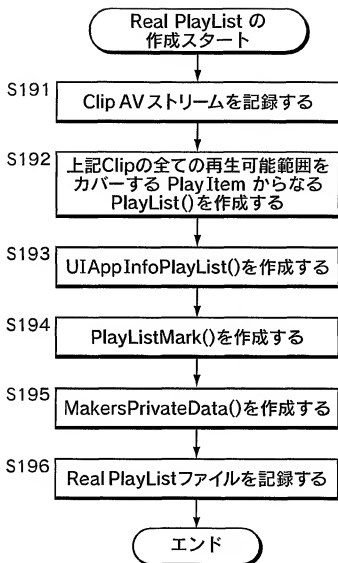 Real PlayList の
作成スタート
S191
Clip AVストリームを記録する
S192
上記Clipの全ての再生可能範囲を
カバーする PlayItem からなる
PlayList()を作成する
S193
UIAppInfoPlayList()を作成する
S194
PlayListMark()を作成する
S195
MakersPrivateData()を作成する
S196
Real PlayListファイルを記録する
エンド